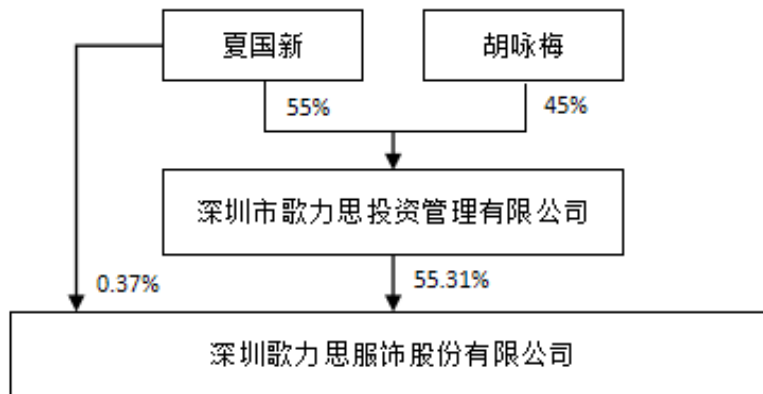 夏国新
胡咏梅
55%
45%
深圳市歌力思投资管理有限公司
0.37%
55.31%
深圳歌力思服饰股份有限公司